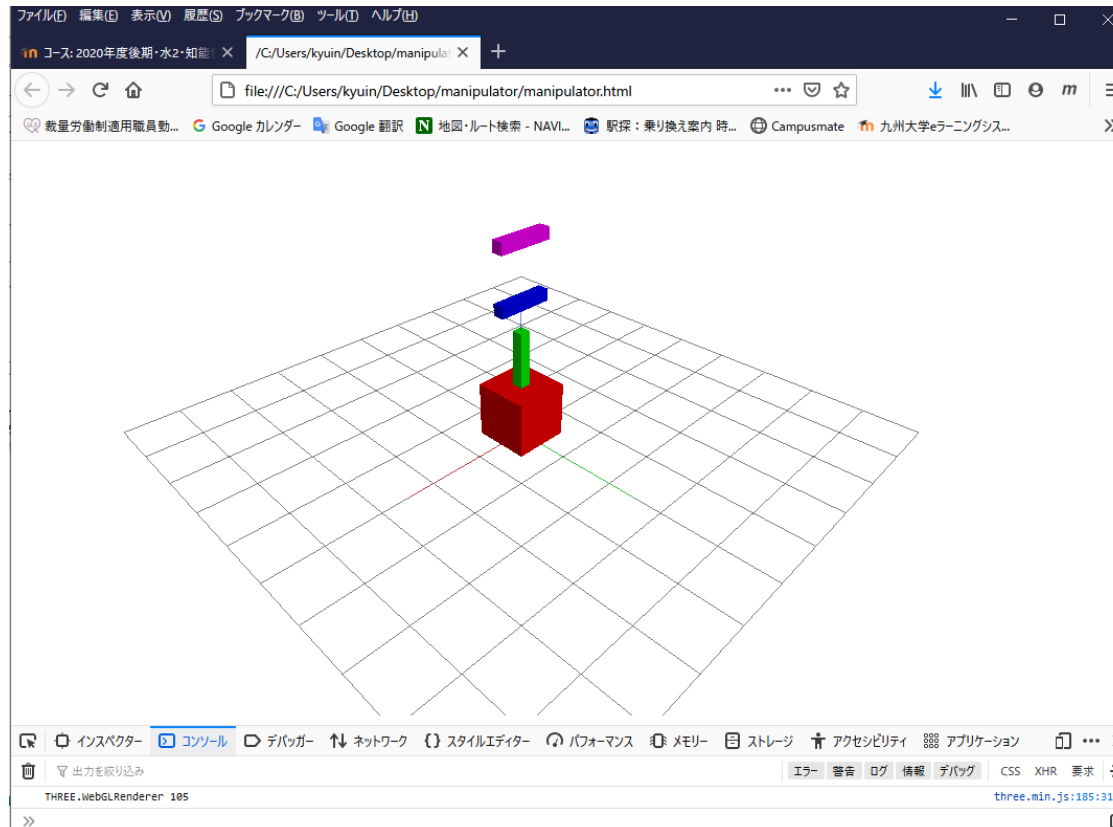 ファイル(F) 編集(E) 表示(V) 履歴(S) ブックマーク(B) ツール(T) ヘルプ(H)
コース: 2020年度後期・水2・知能 /C:/Users/kyuin/Desktop/manipulat
file:///C:/Users/kyuin/Desktop/manipulator/manipulator.html
裁量労働制適用職員勤... Google カレンダー Google 翻訳 N 地図・ルート検索 - NAVI... 駅探：乗り換え案内 時... Campusmate 九州大学eラーニングシス...
インスペクター コンソール デバッガー ネットワーク スタイルエディター パフォーマンス メモリー ストレージ アクセシビリティ アプリケーション
出力を絞り込み エラー 警告 ログ 情報 デバッグ CSS XHR 要求
THREE.WebGLRenderer 105 three.min.js:185:31